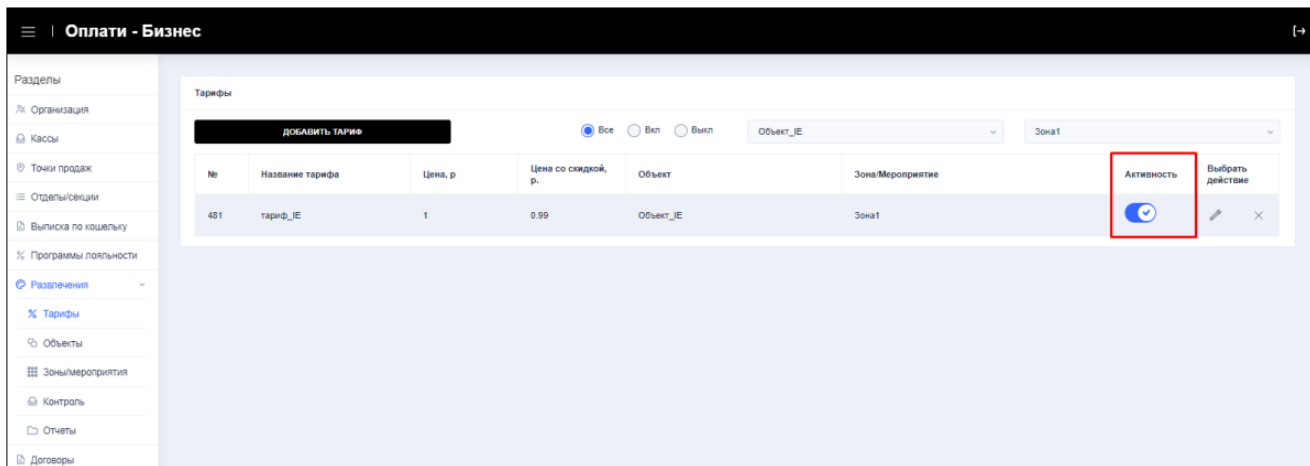 Оплати - Бизнес
Разделы
Организация
Кассы
Точки продаж
Отделы/секции
Выписка по кошельку
Программы лояльности
Развлечения
Тарифы
Объекты
Зоны/мероприятия
Контроль
Отчеты
Договоры
Тарифы
ДОБАВИТЬ ТАРИФ
Все Вкл Выкл Объект_IE Зона1
№ Название тарифа Цена, р Цена со скидкой, р. Объект Зона/Мероприятие Активность Выбрать действие
481 тариф_IE 1 0.99 Объект_IE Зона1